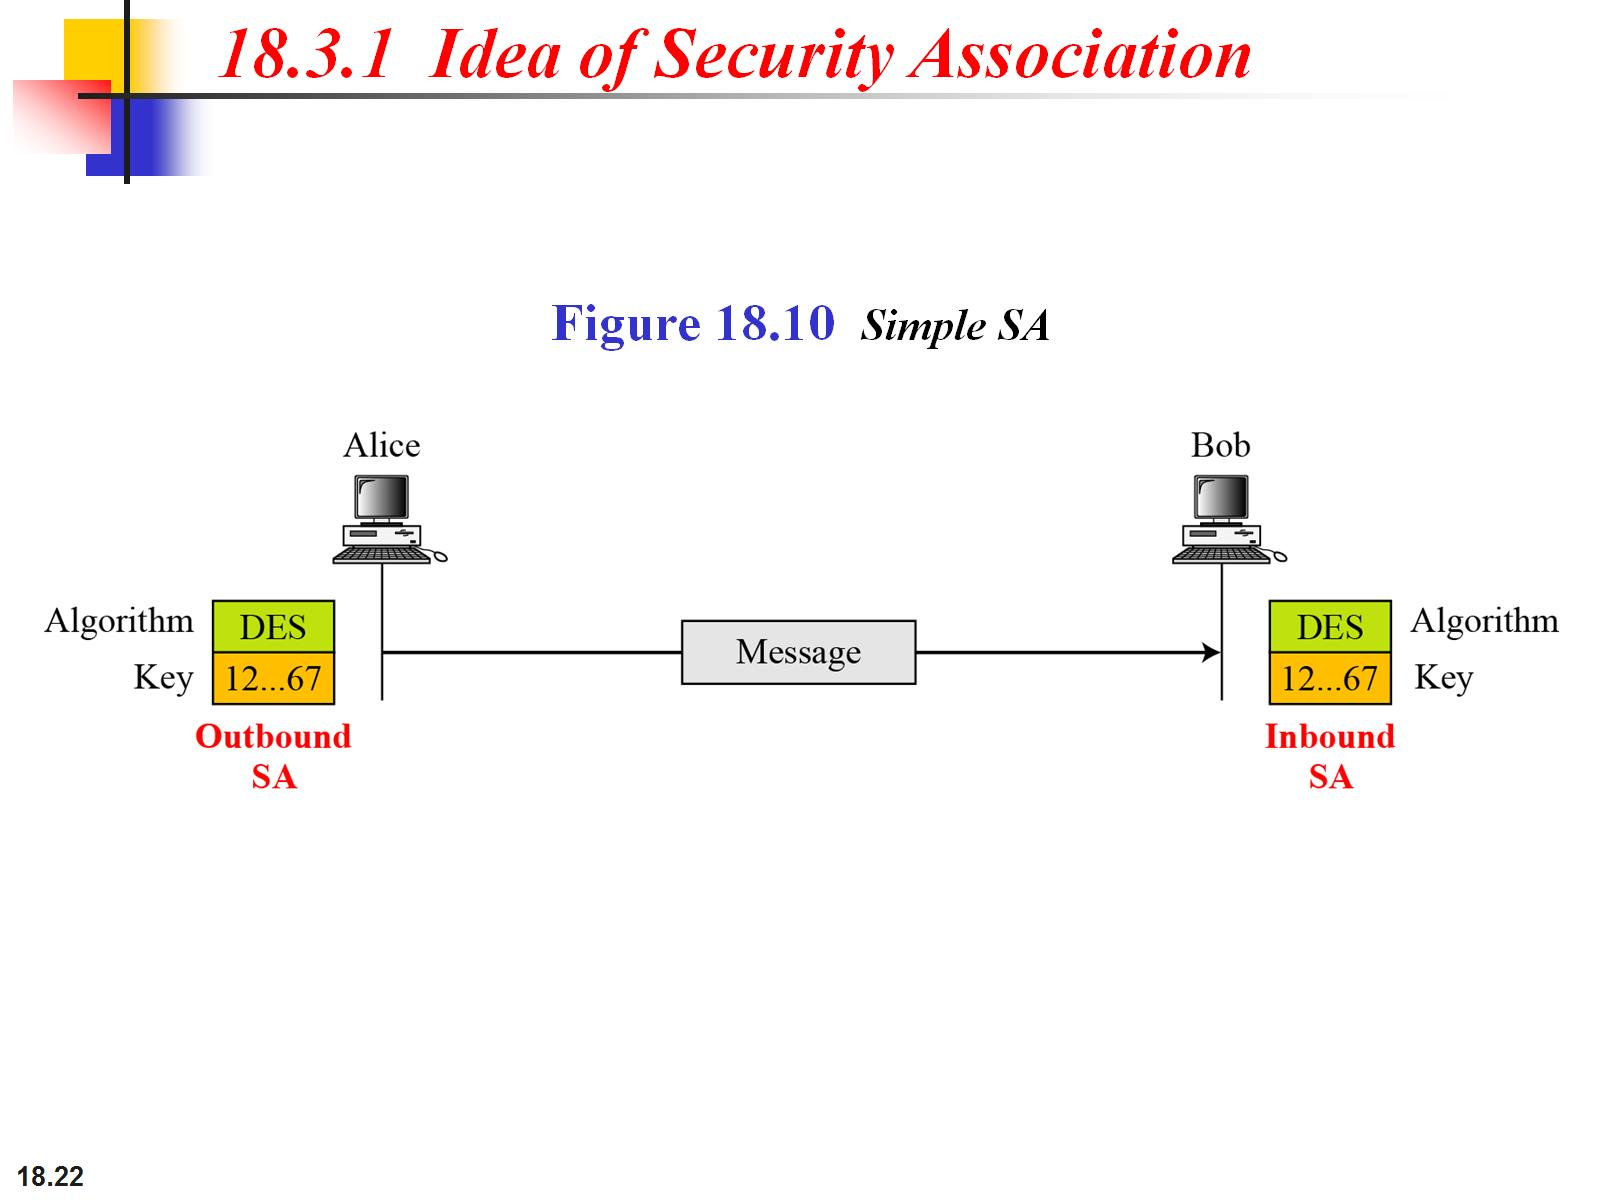 18.3.1 Idea of Security Association
Figure 18.10 Simple SA
Alice
Bob
Algorithm DES
Key 12...67
Outbound
SA
Message
DES Algorithm
12...67 Key
Inbound
SA
18.22